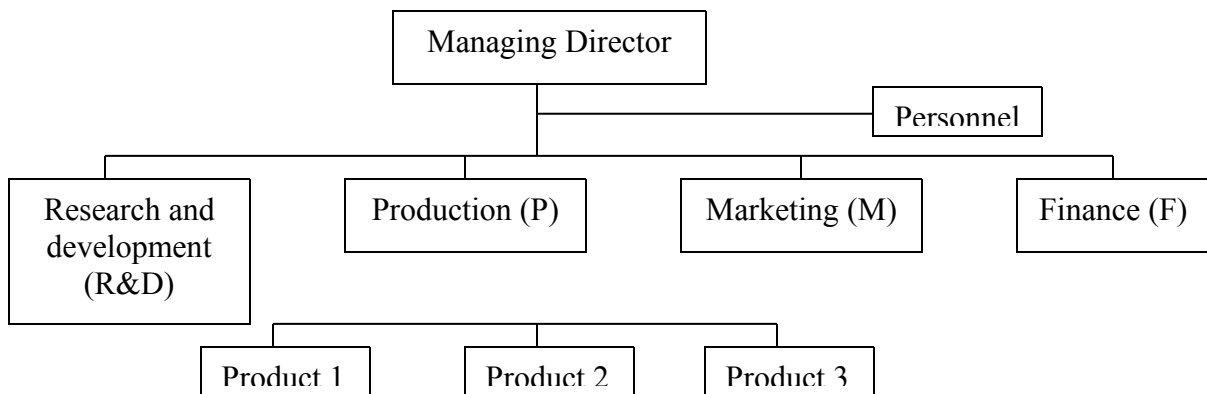 Managing Director
Personnel
Research and
development
(R&D)
Production (P)
Marketing (M)
Finance (F)
Product 1
Product 2
Product 3